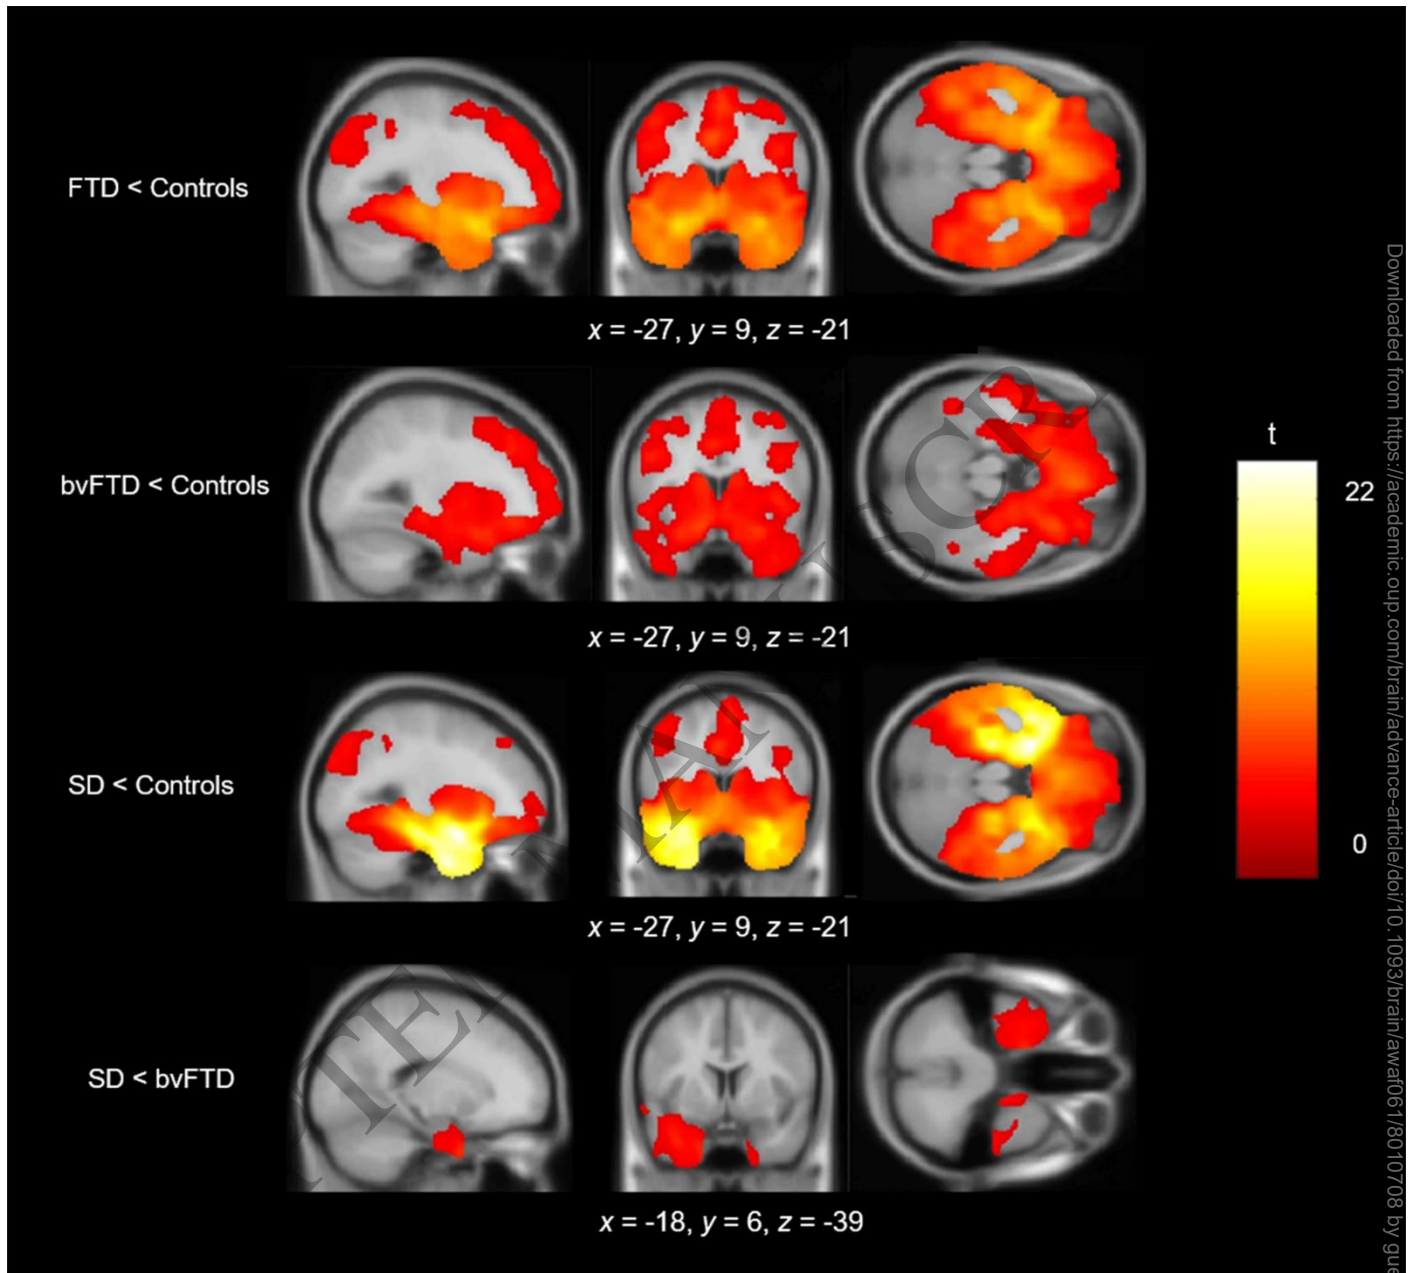 FTD < Controls
x = -27, y = 9, z = -21
bvFTD < Controls
x = -27, y = 9, z = -21
SD < Controls
x = -27, y = 9, z = -21
SD < bvFTD
x = -18, y = 6, z = -39
t
22
0
Downloaded from https://academic.oup.com/brain/advance-article/doi/10.1093/brain/awaf061/8010708 by gue